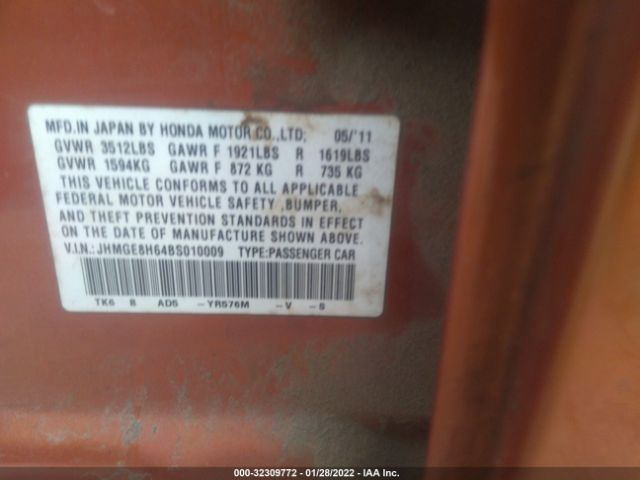 MFD.IN JAPAN BY HONDA MOTOR CO.,LTD; 05/'11
GVWR 3512LBS GAWR F 1921LBS R 1619LBS
GVWR 1594KG GAWR F 872 KG R 735 KG
THIS VEHICLE CONFORMS TO ALL APPLICABLE
FEDERAL MOTOR VEHICLE SAFETY ,BUMPER,
AND THEFT PREVENTION STANDARDS IN EFFECT
ON THE DATE OF MANUFACTURE SHOWN ABOVE.
V.I.N.:JHMGE8H64BS010009 TYPE:PASSENGER CAR
TK6 B AD5 -YR576M -V -S
000-32309772 - 01/28/2022 - IAA Inc.